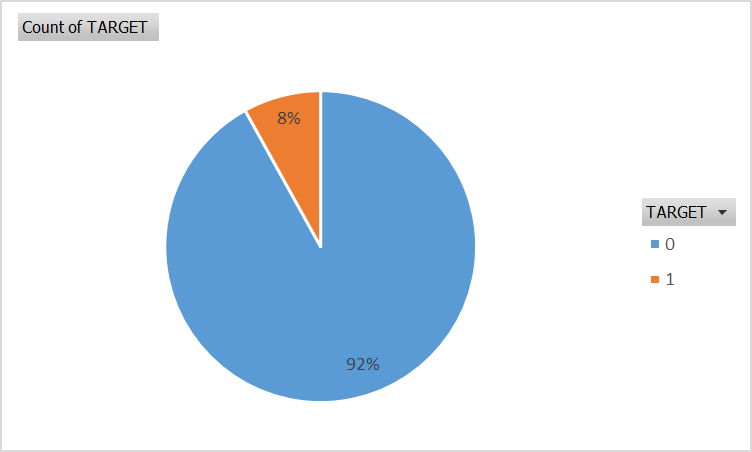 Count of TARGET
8%
92%
TARGET
0
1